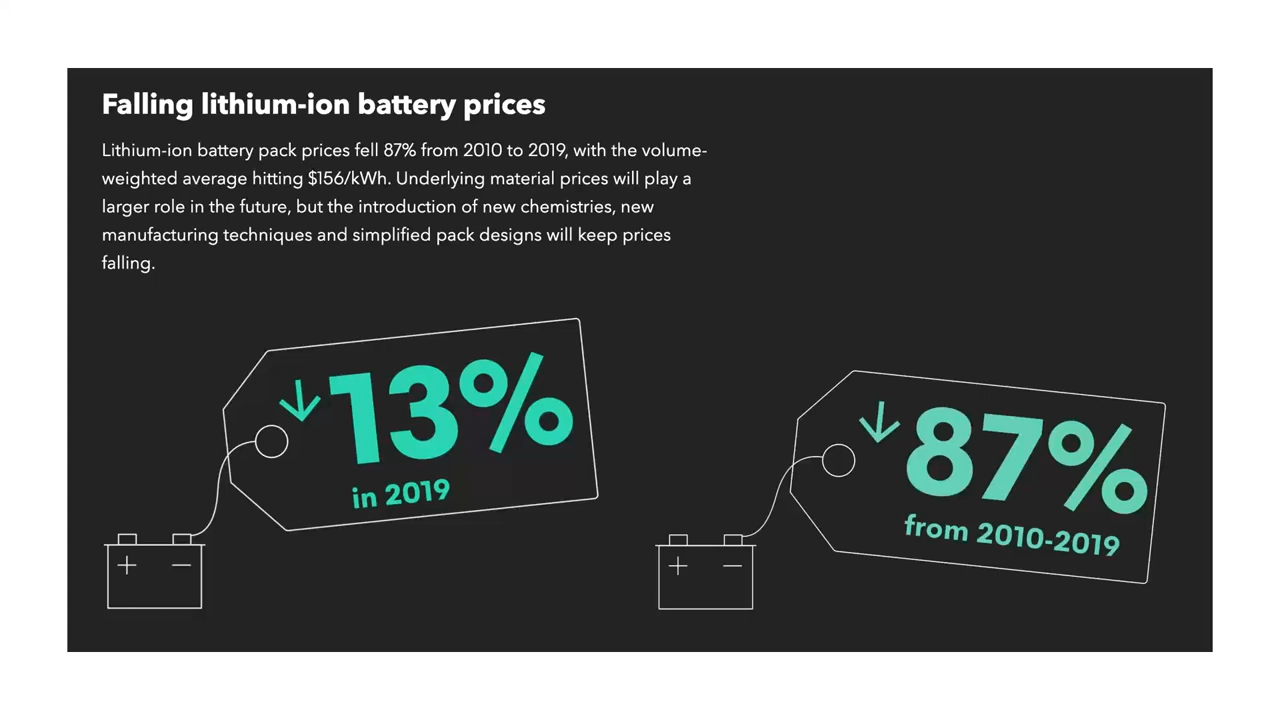 Falling lithium-ion battery prices
Lithium-ion battery pack prices fell 87% from 2010 to 2019, with the volume-
weighted average hitting $156/kWh. Underlying material prices will play a
larger role in the future, but the introduction of new chemistries, new
manufacturing techniques and simplified pack designs will keep prices
falling.
↓13%
in 2019
+ −
↓87%
from 2010-2019
+ −